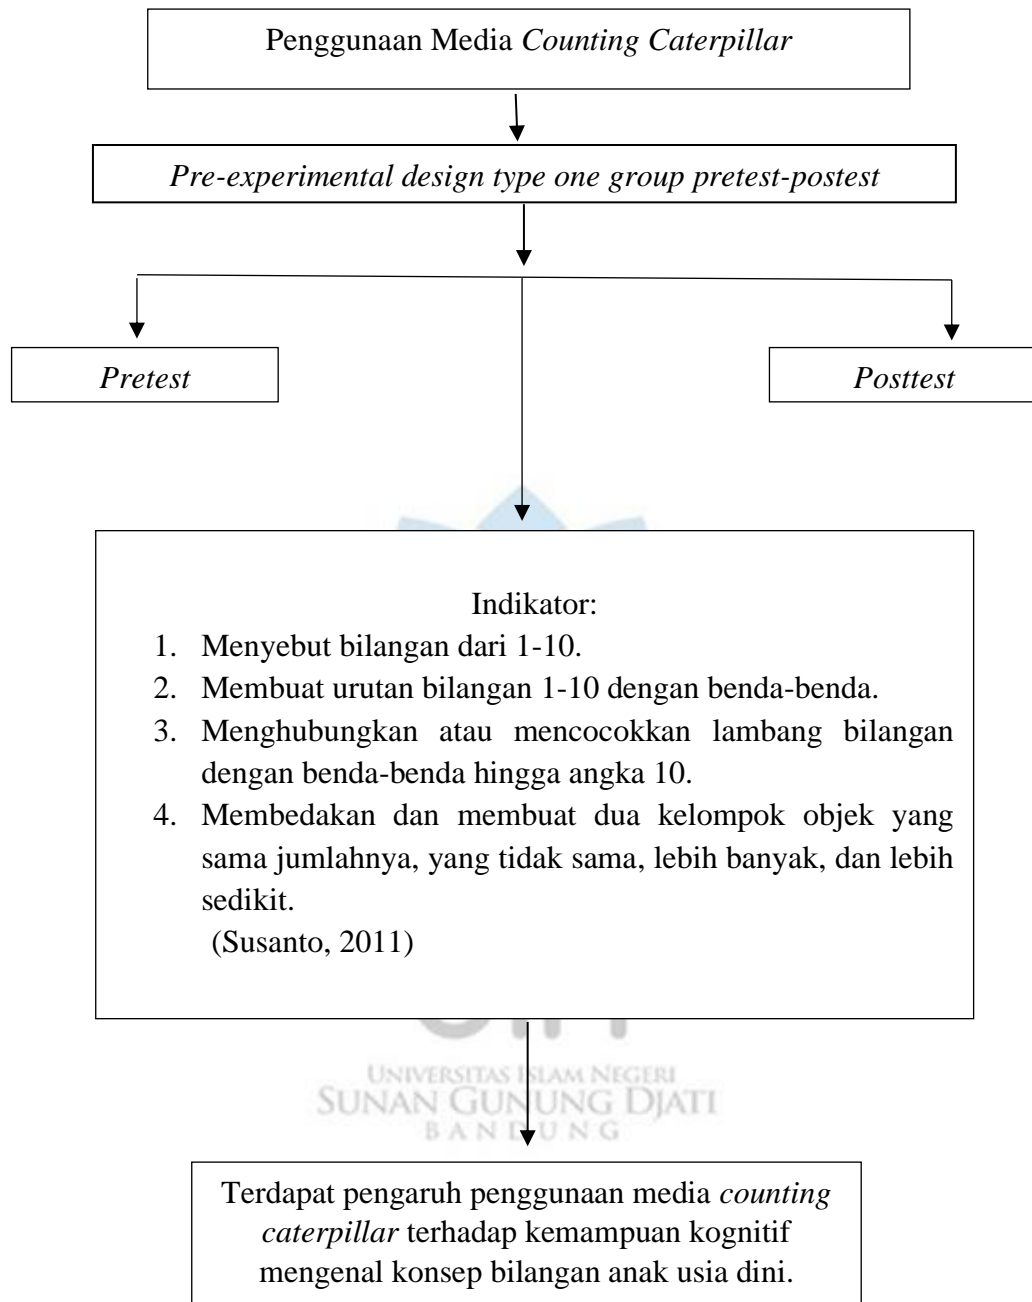 Penggunaan Media Counting Caterpillar
Pre-experimental design type one group pretest-postest
Pretest
Posttest
Indikator:
1. Menyebut bilangan dari 1-10.
2. Membuat urutan bilangan 1-10 dengan benda-benda.
3. Menghubungkan atau mencocokkan lambang bilangan
dengan benda-benda hingga angka 10.
4. Membedakan dan membuat dua kelompok objek yang
sama jumlahnya, yang tidak sama, lebih banyak, dan lebih
sedikit.
(Susanto, 2011)
UNIVERSITAS ISLAM NEGERI
SUNAN GUNUNG DJATI
BANDUNG
Terdapat pengaruh penggunaan media counting
caterpillar terhadap kemampuan kognitif
mengenal konsep bilangan anak usia dini.